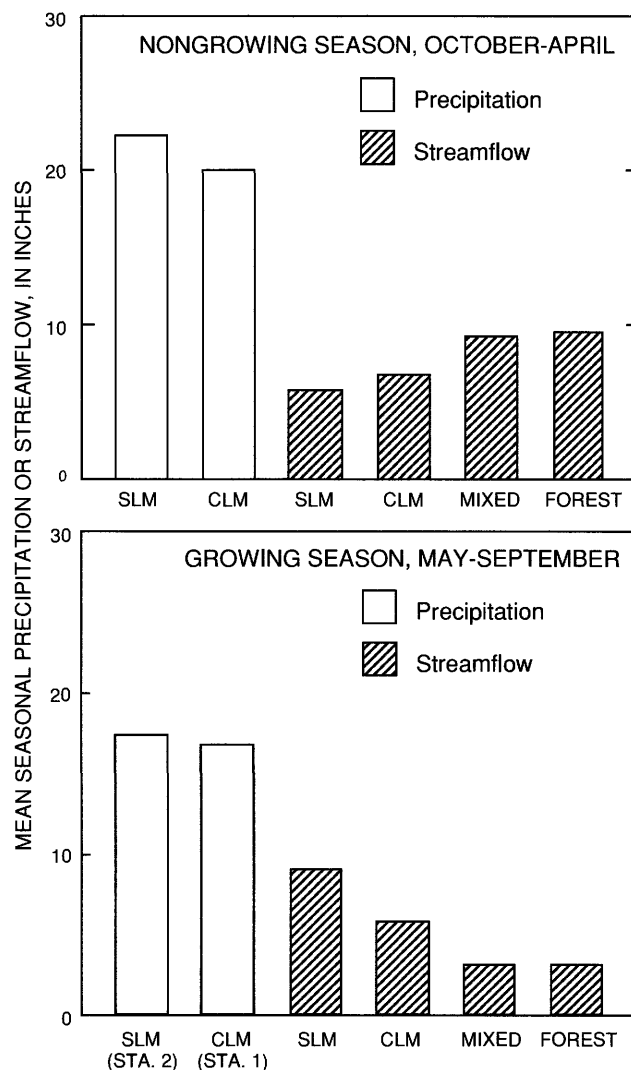 MEAN SEASONAL PRECIPITATION OR STREAMFLOW, IN INCHES
30
NONGROWING SEASON, OCTOBER-APRIL
Precipitation
Streamflow
20
10
0
SLM CLM SLM CLM MIXED FOREST
30
GROWING SEASON, MAY-SEPTEMBER
Precipitation
Streamflow
20
10
0
SLM CLM SLM CLM MIXED FOREST
(STA. 2) (STA. 1)